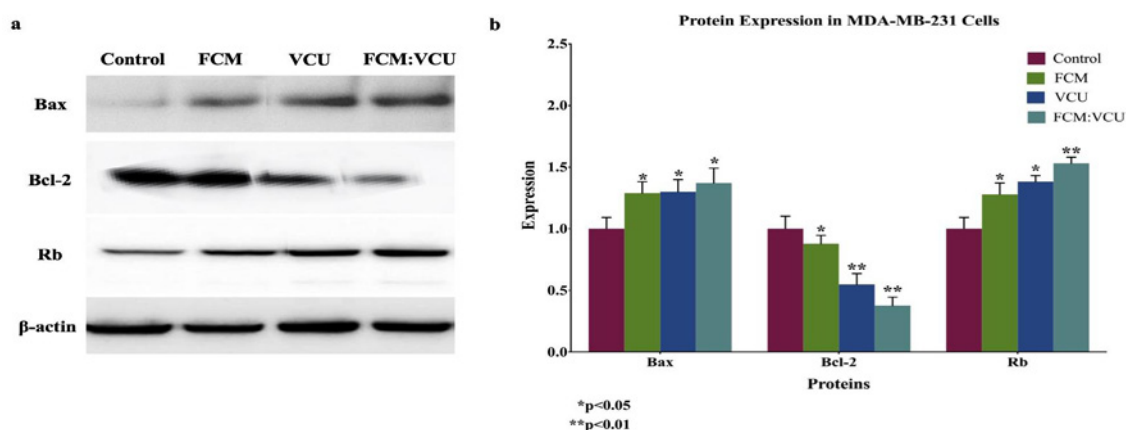 a
Control FCM VCU FCM:VCU
Bax
Bcl-2
Rb
β-actin
b
Protein Expression in MDA-MB-231 Cells
2.5
2.0
1.5
1.0
0.5
0.0
Expression
Control
FCM
VCU
FCM:VCU
* * * * ** ** * * **
Bax Bcl-2 Rb
Proteins
*p<0.05
**p<0.01